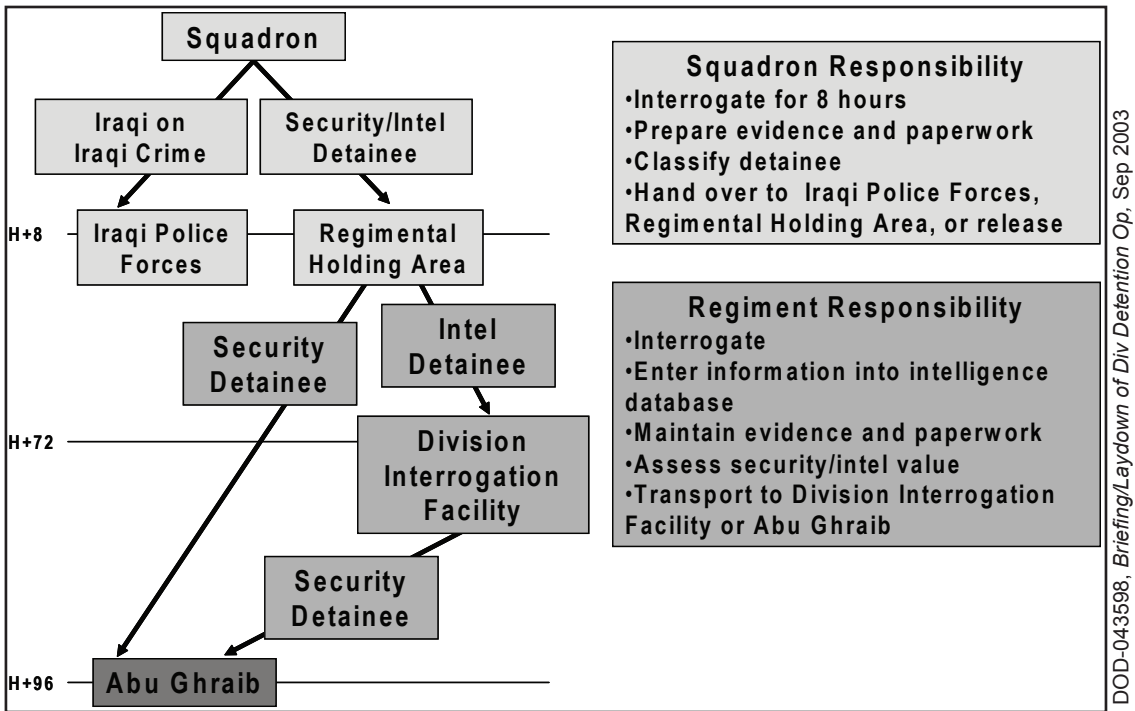 Squadron
Iraqi on
Iraqi Crime
Security/Intel
Detainee
H+8
Iraqi Police
Forces
Regimental
Holding Area
Security
Detainee
Intel
Detainee
H+72
Division
Interrogation
Facility
Security
Detainee
H+96
Abu Ghraib
Squadron Responsibility
•Interrogate for 8 hours
•Prepare evidence and paperwork
•Classify detainee
•Hand over to Iraqi Police Forces,
Regimental Holding Area, or release
Regiment Responsibility
•Interrogate
•Enter information into intelligence
database
•Maintain evidence and paperwork
•Assess security/intel value
•Transport to Division Interrogation
Facility or Abu Ghraib
DOD-043598, Briefing/Laydown of Div Detention Op, Sep 2003